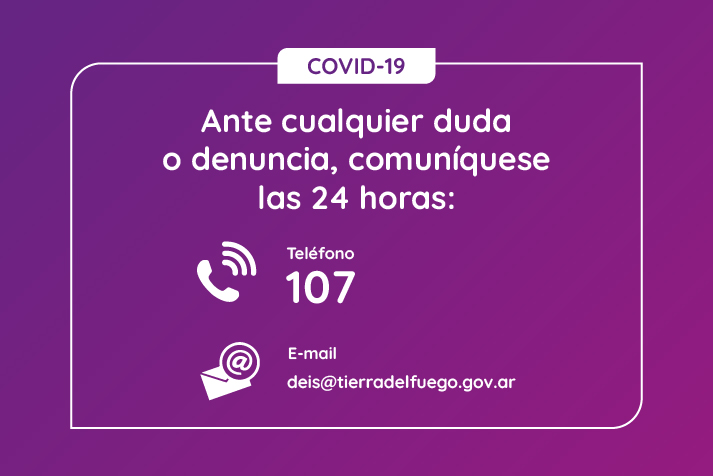 COVID-19
Ante cualquier duda
o denuncia, comuníquese
las 24 horas:
Teléfono
107
E-mail
deis@tierradelfuego.gov.ar